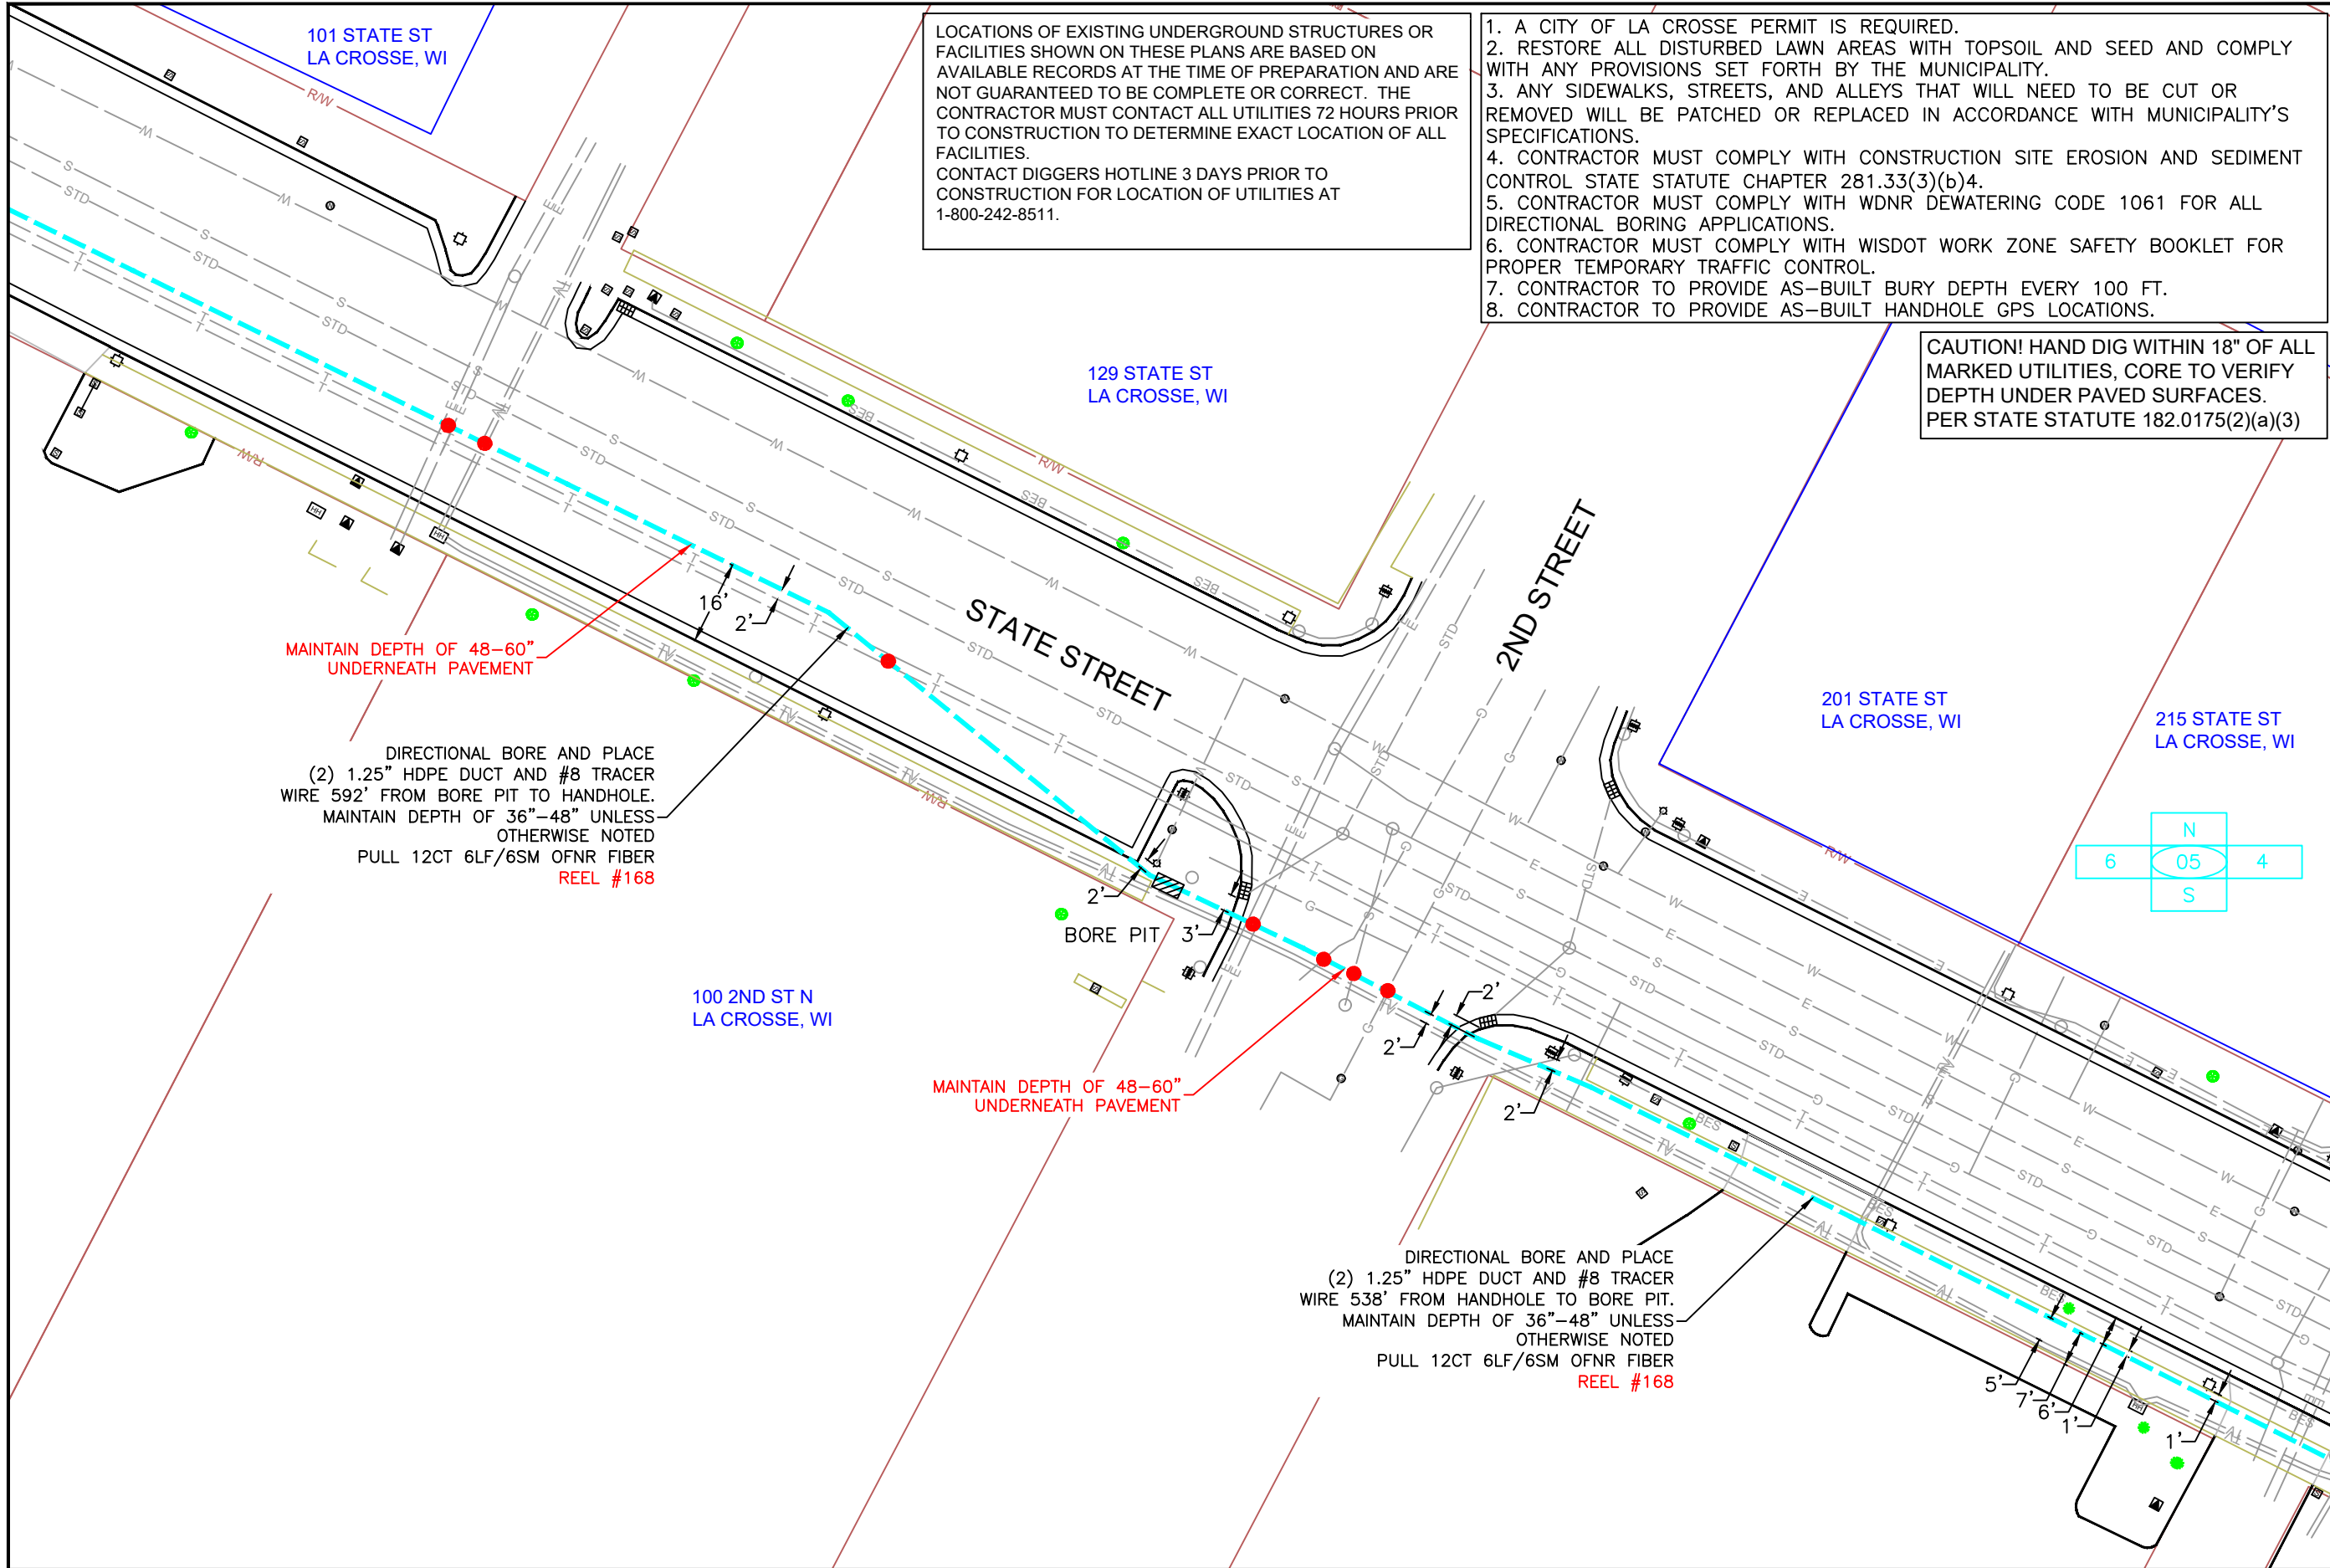 101 STATE ST
LA CROSSE, WI
LOCATIONS OF EXISTING UNDERGROUND STRUCTURES OR
FACILITIES SHOWN ON THESE PLANS ARE BASED ON
AVAILABLE RECORDS AT THE TIME OF PREPARATION AND ARE
NOT GUARANTEED TO BE COMPLETE OR CORRECT. THE
CONTRACTOR MUST CONTACT ALL UTILITIES 72 HOURS PRIOR
TO CONSTRUCTION TO DETERMINE EXACT LOCATION OF ALL
FACILITIES.
CONTACT DIGGERS HOTLINE 3 DAYS PRIOR TO
CONSTRUCTION FOR LOCATION OF UTILITIES AT
1-800-242-8511.
1. A CITY OF LA CROSSE PERMIT IS REQUIRED.
2. RESTORE ALL DISTURBED LAWN AREAS WITH TOPSOIL AND SEED AND COMPLY
WITH ANY PROVISIONS SET FORTH BY THE MUNICIPALITY.
3. ANY SIDEWALKS, STREETS, AND ALLEYS THAT WILL NEED TO BE CUT OR
REMOVED WILL BE PATCHED OR REPLACED IN ACCORDANCE WITH MUNICIPALITY'S
SPECIFICATIONS.
4. CONTRACTOR MUST COMPLY WITH CONSTRUCTION SITE EROSION AND SEDIMENT
CONTROL STATE STATUTE CHAPTER 281.33(3)(b)4.
5. CONTRACTOR MUST COMPLY WITH WDNR DEWATERING CODE 1061 FOR ALL
DIRECTIONAL BORING APPLICATIONS.
6. CONTRACTOR MUST COMPLY WITH WISDOT WORK ZONE SAFETY BOOKLET FOR
PROPER TEMPORARY TRAFFIC CONTROL.
7. CONTRACTOR TO PROVIDE AS-BUILT BURY DEPTH EVERY 100 FT.
8. CONTRACTOR TO PROVIDE AS-BUILT HANDHOLE GPS LOCATIONS.
CAUTION! HAND DIG WITHIN 18" OF ALL
MARKED UTILITIES, CORE TO VERIFY
DEPTH UNDER PAVED SURFACES.
PER STATE STATUTE 182.0175(2)(a)(3)
R/W
129 STATE ST
LA CROSSE, WI
R/W
R/W
STATE STREET
2ND STREET
16'
2'
MAINTAIN DEPTH OF 48-60"
UNDERNEATH PAVEMENT
DIRECTIONAL BORE AND PLACE
(2) 1.25" HDPE DUCT AND #8 TRACER
WIRE 592' FROM BORE PIT TO HANDHOLE.
MAINTAIN DEPTH OF 36"-48" UNLESS
OTHERWISE NOTED
PULL 12CT 6LF/6SM OFNR FIBER
REEL #168
R/W
201 STATE ST
LA CROSSE, WI
215 STATE ST
LA CROSSE, WI
R/W
N
6 05 4
S
2'
BORE PIT
3'
100 2ND ST N
LA CROSSE, WI
2'
2'
2'
MAINTAIN DEPTH OF 48-60"
UNDERNEATH PAVEMENT
DIRECTIONAL BORE AND PLACE
(2) 1.25" HDPE DUCT AND #8 TRACER
WIRE 538' FROM HANDHOLE TO BORE PIT.
MAINTAIN DEPTH OF 36"-48" UNLESS
OTHERWISE NOTED
PULL 12CT 6LF/6SM OFNR FIBER
REEL #168
5'
7'
6'
1'
1'